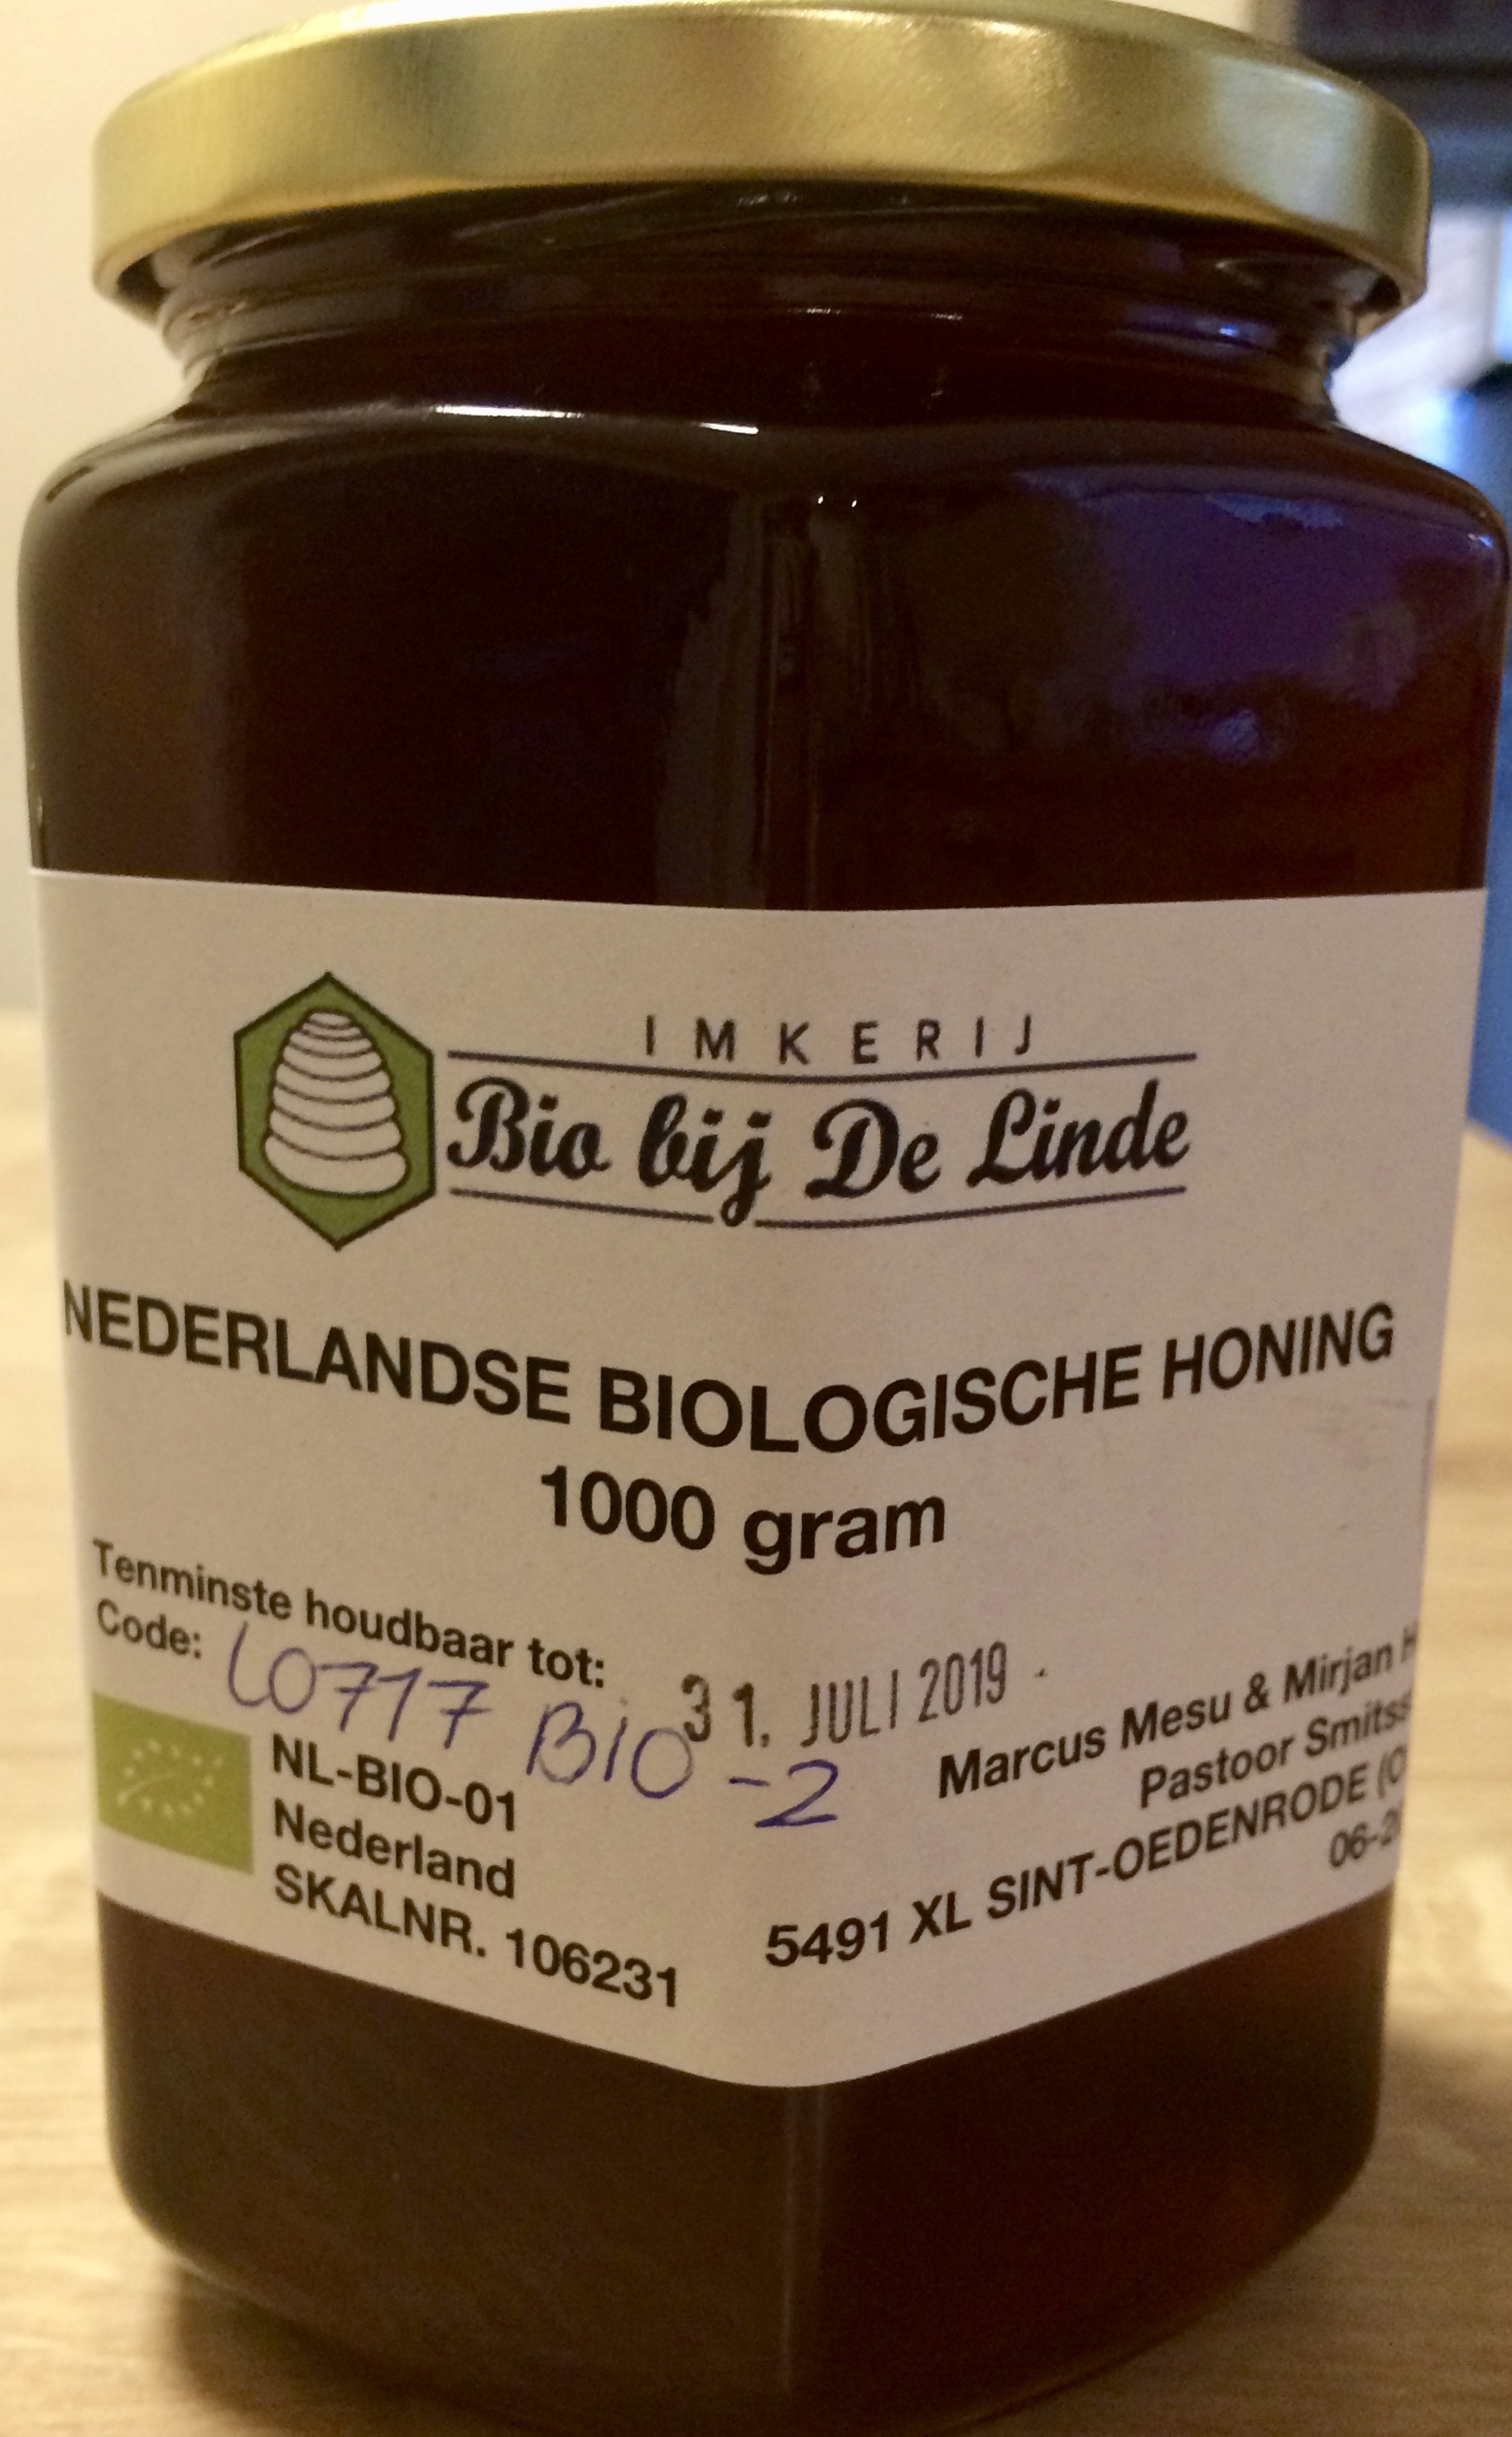 IMKERIJ
Bio bij De Linde
NEDERLANDSE BIOLOGISCHE HONING
1000 gram
Tenminste houdbaar tot: 31. JULI 2019
Code: L0717 BIO-2
NL-BIO-01
Nederland
SKALNR. 106231
Marcus Mesu & Mirjan
Pastoor
5491 XL SINT-OEDENRODE